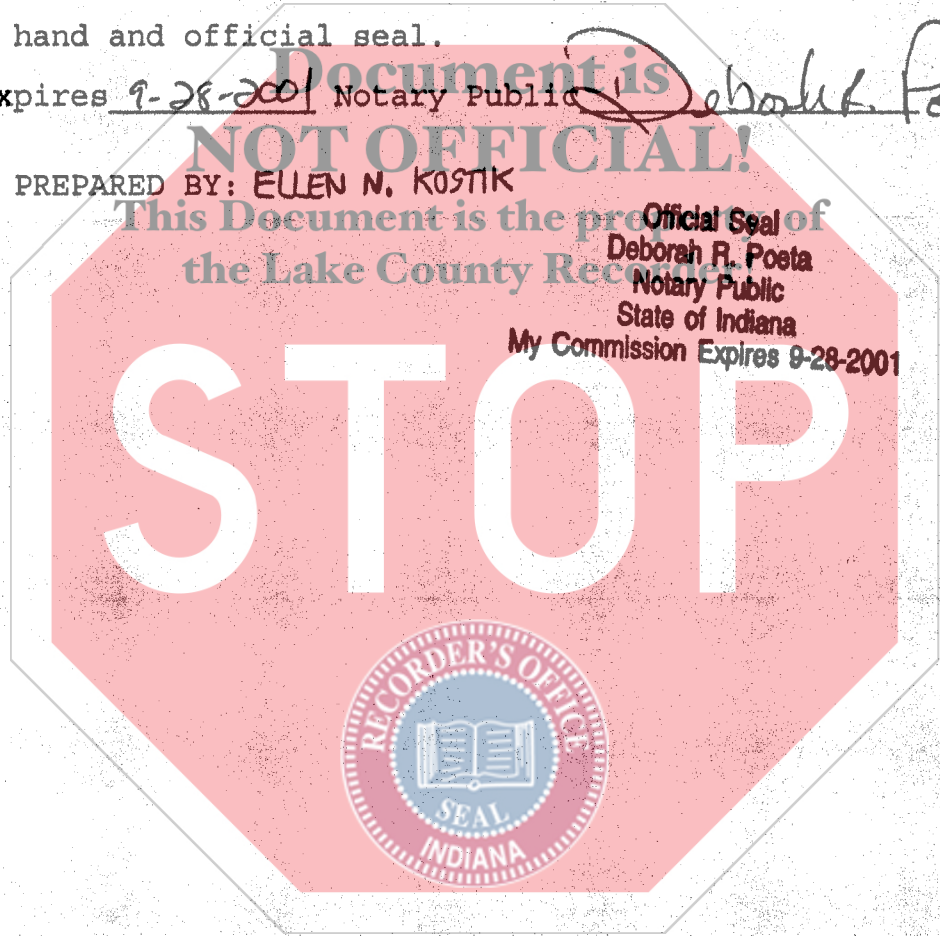 hand and official seal.
Document is
xpires 9-28-2001 Notary Public Deborah R. Po
NOT OFFICIAL!
PREPARED BY: ELLEN N. KOSTIK
This Document is the property of
the Lake County Recorder!
Official Seal
Deborah R. Poeta
Notary Public
State of Indiana
My Commission Expires 9-28-2001
STOP
RECORDER'S OFFICE
SEAL
INDIANA